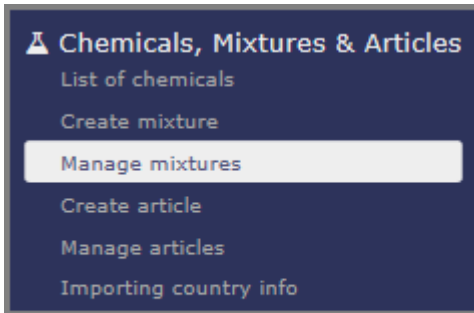 Chemicals, Mixtures & Articles
List of chemicals
Create mixture
Manage mixtures
Create article
Manage articles
Importing country info